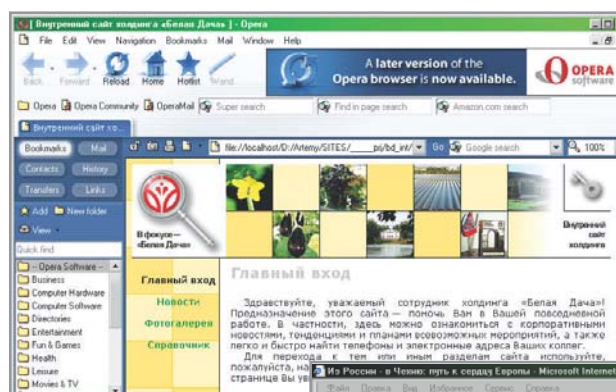 [ Внутренний сайт холдинга «Белая Дача» ] - Opera
File Edit View Navigation Bookmarks Mail Window Help
Back Forward Reload Home Hotlist Wand
A later version of the
Opera browser is now available.
OPERA
software
Opera Opera Community OperaMail Super search Find in page search Amazon.com search
Внутренний сайт хо...
Bookmarks Mail
file://localhost/D:/Artemy/SITES/_____prj/bd_int/ Go Google search 100%
Contacts History
Transfers Links
Add New folder
View
Quick find
-- Opera Software --
Business
Computer Hardware
Computer Software
Directories
Entertainment
Fun & Games
Health
Leisure
Movies & TV
В фокусе —
«Белая Дача»
Внутренний
сайт
холдинга
Главный вход
Новости
Фотогалерея
Справочник
Главный вход
Здравствуйте, уважаемый сотрудник холдинга «Белая Дача»!
Предназначение этого сайта — помочь Вам в Вашей повседневной
работе. В частности, здесь можно ознакомиться с корпоративными
новостями, тенденциями и планами всевозможных мероприятий, а также
легко и быстро найти телефоны и электронные адреса Ваших коллег.
Для перехода к тем или иным разделам сайта используйте,
пожалуйста, на
странице Вы ув
Из России - в Чехию: путь к сердцу Европы - Microsoft Intern
Файл Правка Вид Избранное Сервис Справка